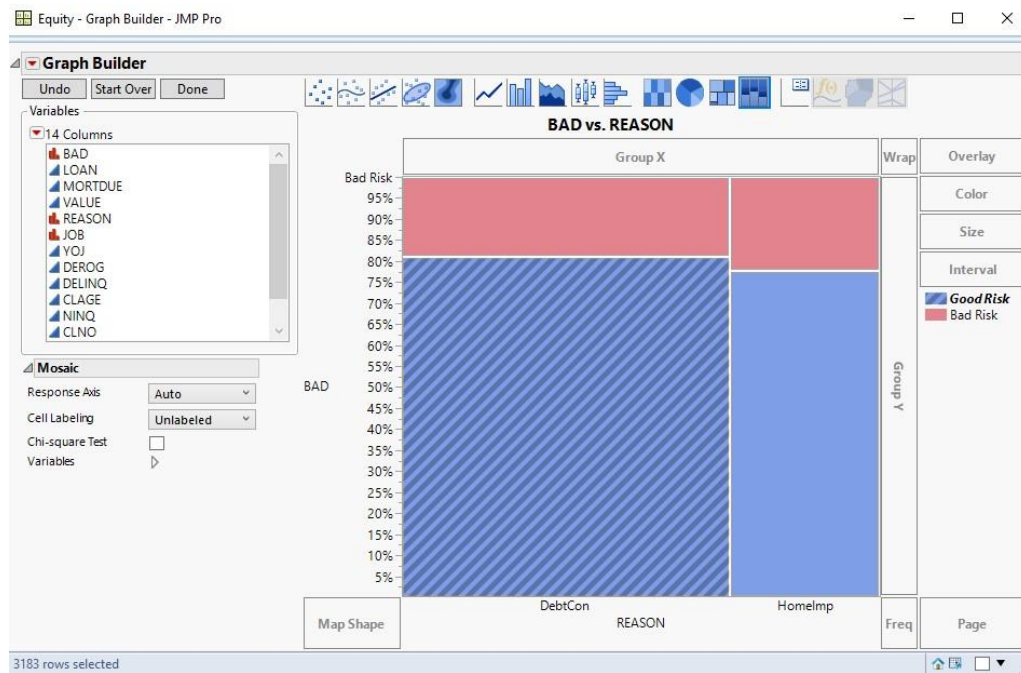 Equity - Graph Builder - JMP Pro
Graph Builder
Undo Start Over Done
Variables
14 Columns
BAD
LOAN
MORTDUE
VALUE
REASON
JOB
YOJ
DEROG
DELINQ
CLAGE
NINQ
CLNO
Mosaic
Response Axis Auto
Cell Labeling Unlabeled
Chi-square Test
Variables
BAD vs. REASON
Group X
Wrap
Overlay
Color
Size
Interval
Good Risk
Bad Risk
Bad Risk
95%
90%
85%
80%
75%
70%
65%
60%
55%
50%
45%
40%
35%
30%
25%
20%
15%
10%
5%
BAD
Group Y
DebtCon HomeImp
REASON
Map Shape
Freq
Page
3183 rows selected